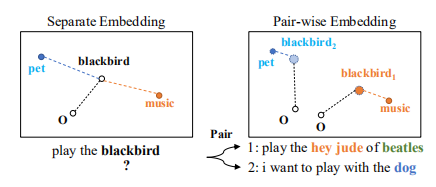 Separate Embedding
pet
blackbird
music
O
play the blackbird
?
Pair
Pair-wise Embedding
blackbird2
pet
blackbird1
music
O
O
1: play the hey jude of beatles
2: i want to play with the dog